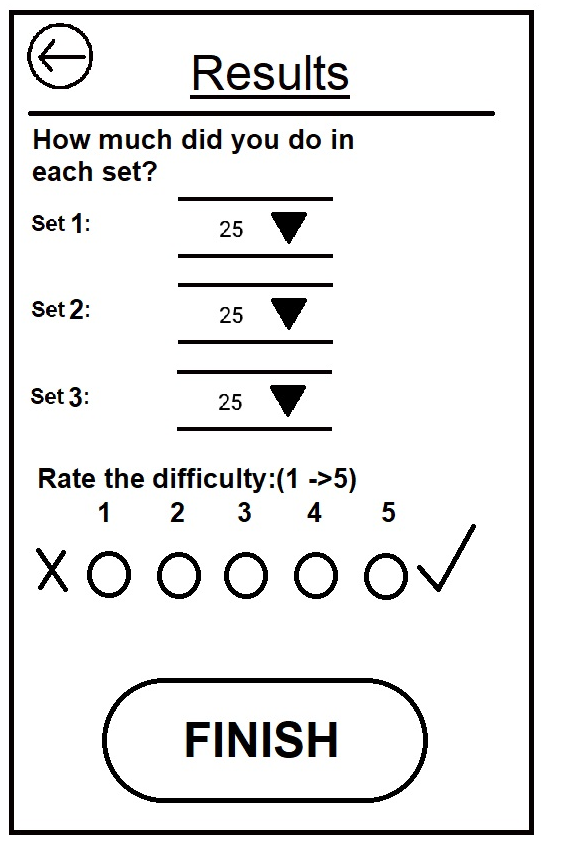 Results
How much did you do in
each set?
Set 1: 25
Set 2: 25
Set 3: 25
Rate the difficulty:(1 ->5)
1 2 3 4 5
FINISH